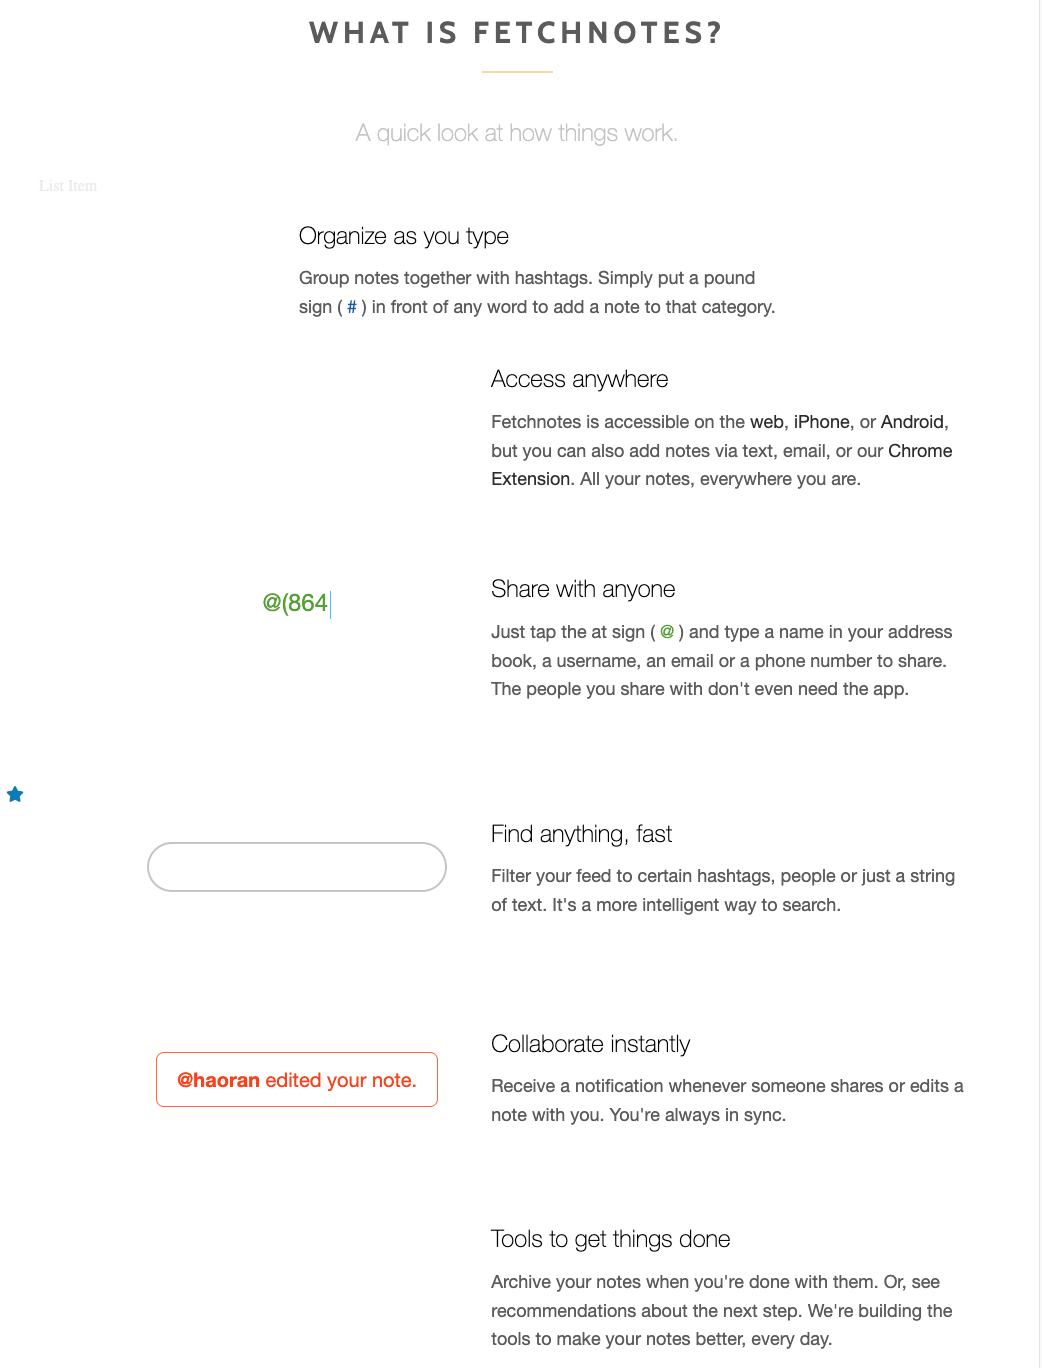 WHAT IS FETCHNOTES?
A quick look at how things work.
List Item
Organize as you type
Group notes together with hashtags. Simply put a pound
sign ( # ) in front of any word to add a note to that category.
Access anywhere
Fetchnotes is accessible on the web, iPhone, or Android,
but you can also add notes via text, email, or our Chrome
Extension. All your notes, everywhere you are.
@(864
Share with anyone
Just tap the at sign ( @ ) and type a name in your address
book, a username, an email or a phone number to share.
The people you share with don't even need the app.
Find anything, fast
Filter your feed to certain hashtags, people or just a string
of text. It's a more intelligent way to search.
@haoran edited your note.
Collaborate instantly
Receive a notification whenever someone shares or edits a
note with you. You're always in sync.
Tools to get things done
Archive your notes when you're done with them. Or, see
recommendations about the next step. We're building the
tools to make your notes better, every day.